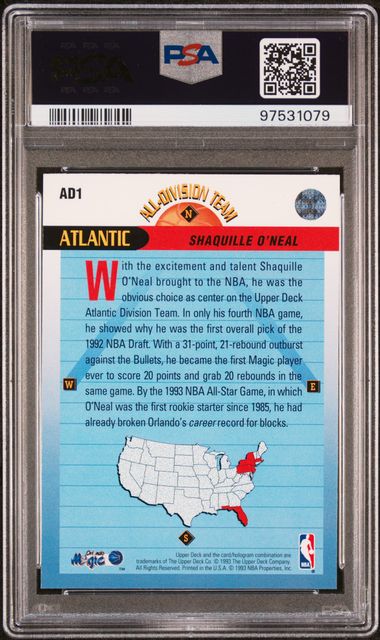 PSA
97531079
AD1
ALL-DIVISION TEAM
N
ATLANTIC
SHAQUILLE O'NEAL
With the excitement and talent Shaquille
O'Neal brought to the NBA, he was the
obvious choice as center on the Upper Deck
Atlantic Division Team. In only his fourth NBA game,
he showed why he was the first overall pick of the
1992 NBA Draft. With a 31-point, 21-rebound outburst
against the Bullets, he became the first Magic player
ever to score 20 points and grab 20 rebounds in the
W
E
same game. By the 1993 NBA All-Star Game, in which
O'Neal was the first rookie starter since 1985, he had
already broken Orlando's career record for blocks.
S
Orlando
Magic
TM
Upper Deck and the card/hologram combination are
trademarks of The Upper Deck Co. © 1993 The Upper Deck Company.
All Rights Reserved. Printed in the U.S.A. © 1993 NBA Properties, Inc.
NBA